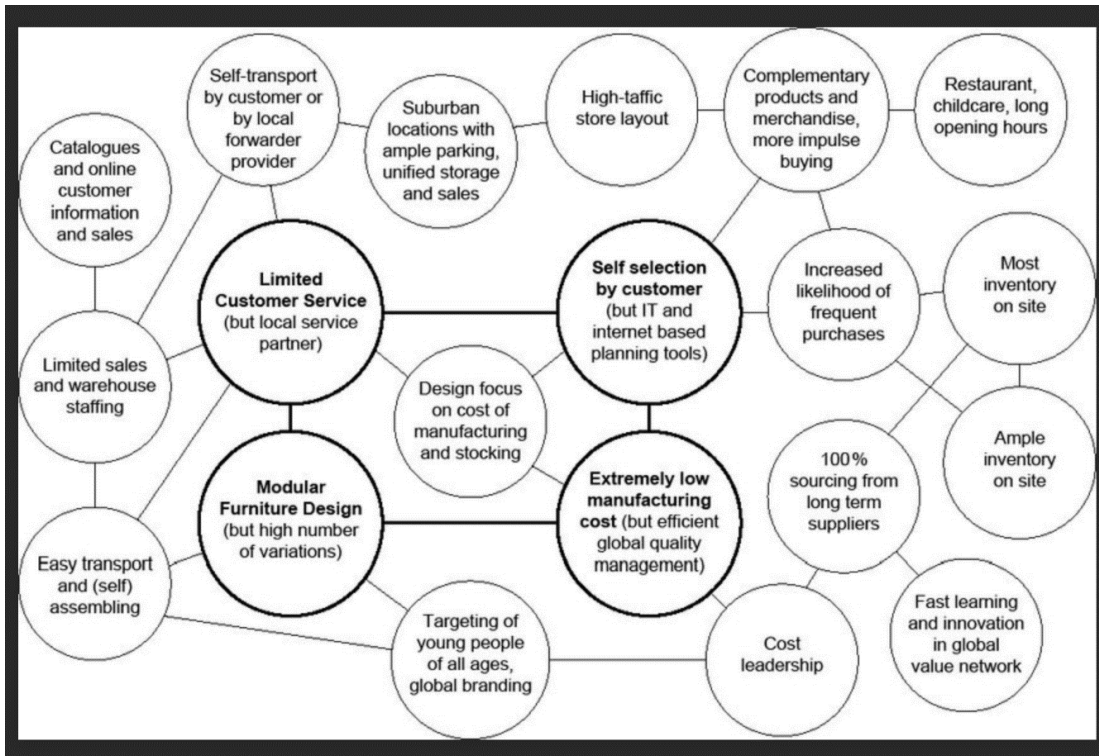 Self-transport
by customer or
by local
forwarder
provider
Suburban
locations with
ample parking,
unified storage
and sales
High-taffic
store layout
Complementary
products and
merchandise,
more impulse
buying
Restaurant,
childcare, long
opening hours
Catalogues
and online
customer
information
and sales
Limited
Customer Service
(but local service
partner)
Self selection
by customer
(but IT and
internet based
planning tools)
Increased
likelihood of
frequent
purchases
Most
inventory
on site
Limited sales
and warehouse
staffing
Design focus
on cost of
manufacturing
and stocking
Ample
inventory
on site
Modular
Furniture Design
(but high number
of variations)
Extremely low
manufacturing
cost (but efficient
global quality
management)
100%
sourcing from
long term
suppliers
Easy transport
and (self)
assembling
Targeting of
young people
of all ages,
global branding
Cost
leadership
Fast learning
and innovation
in global
value network